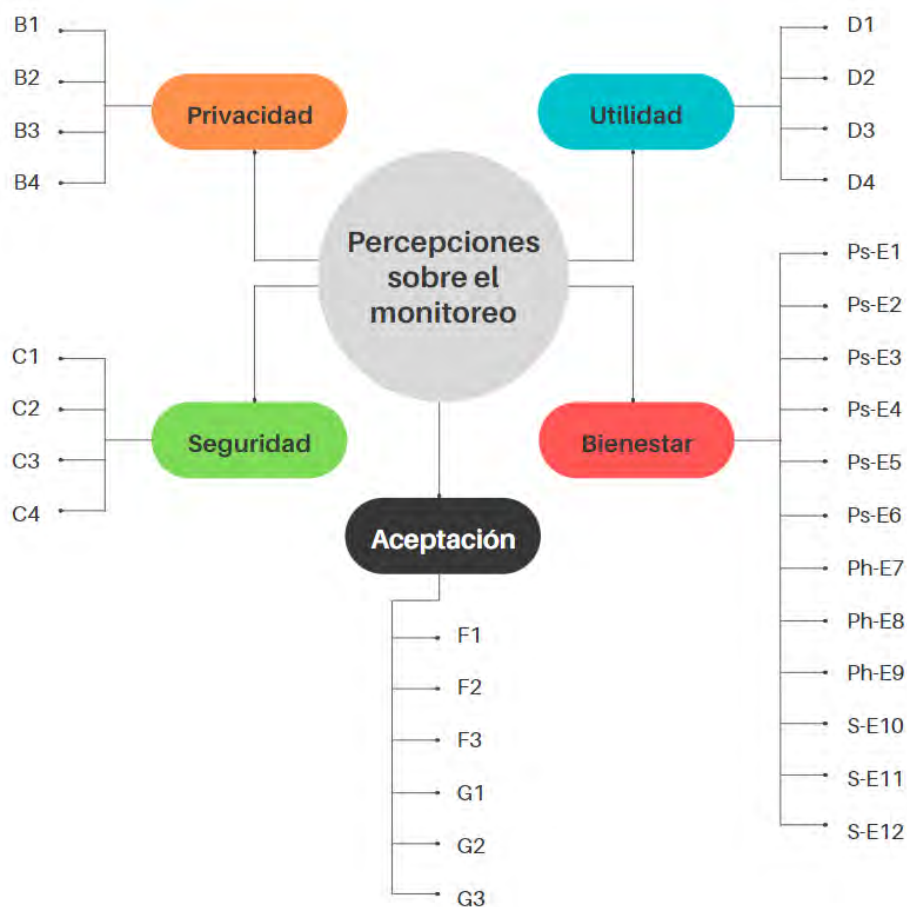 B1
B2
B3
B4
Privacidad
Utilidad
D1
D2
D3
D4
Percepciones
sobre el
monitoreo
C1
C2
C3
C4
Seguridad
Bienestar
Ps-E1
Ps-E2
Ps-E3
Ps-E4
Ps-E5
Ps-E6
Ph-E7
Ph-E8
Ph-E9
S-E10
S-E11
S-E12
Aceptación
F1
F2
F3
G1
G2
G3